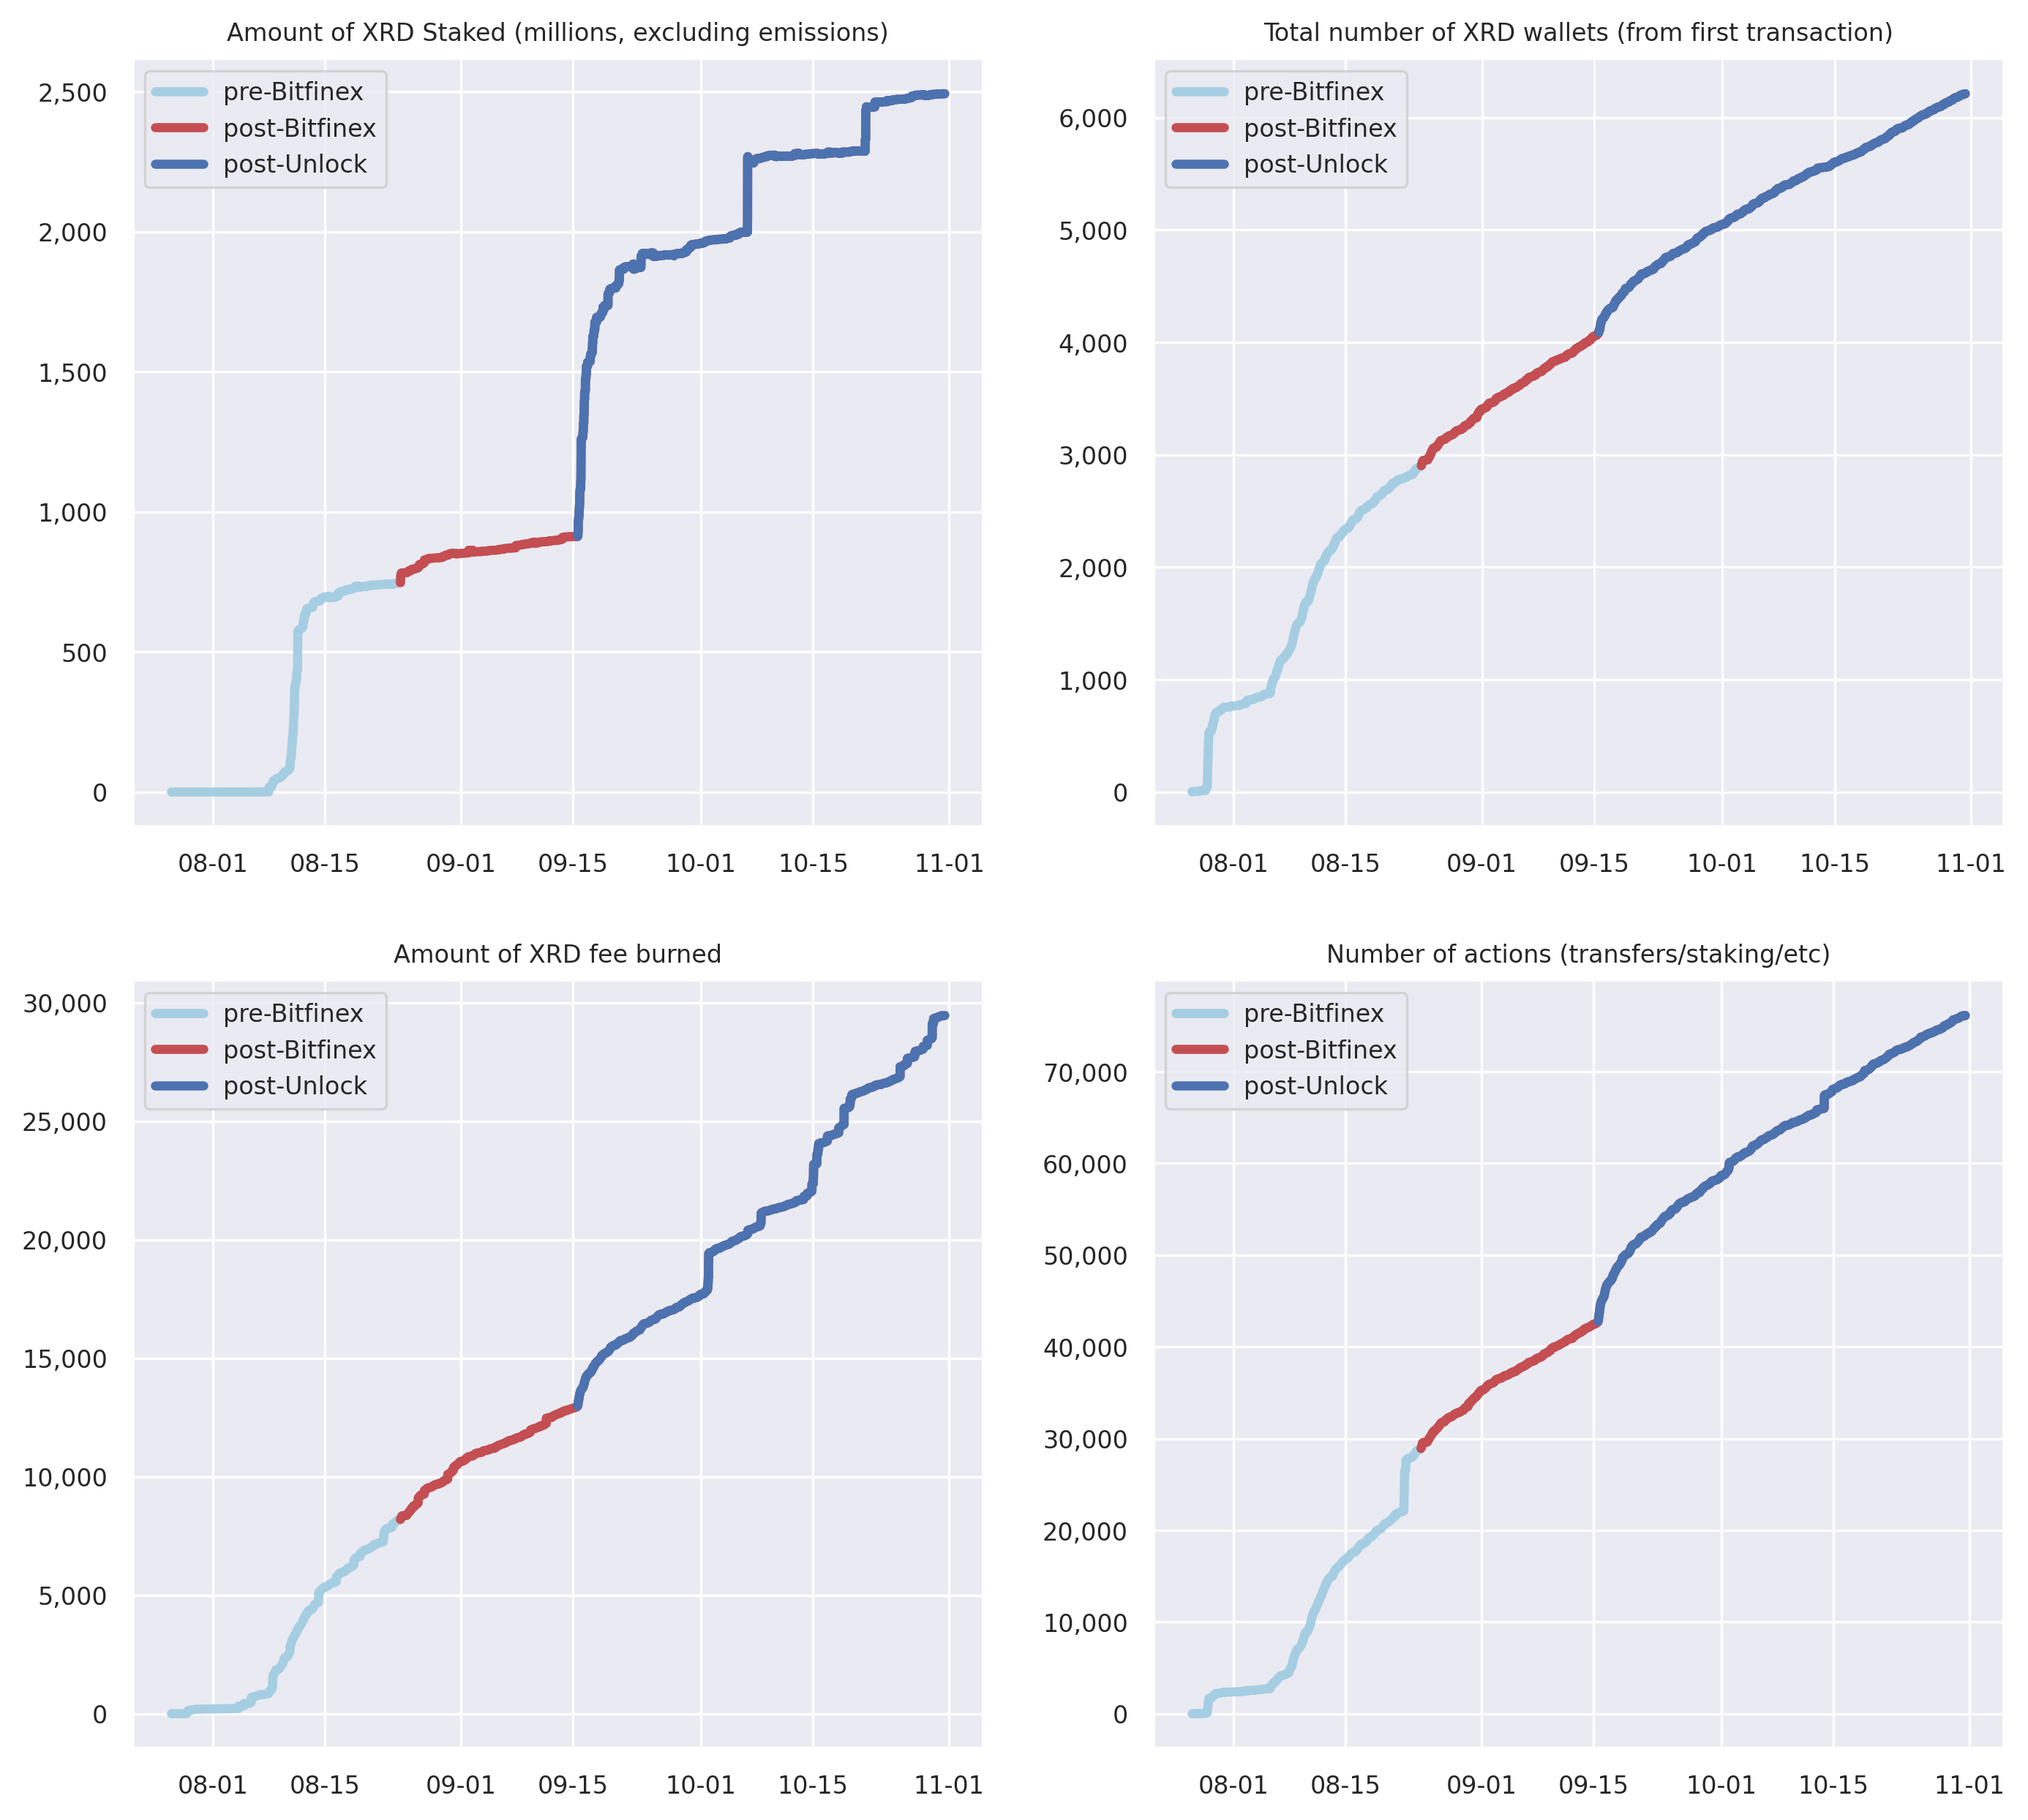 Amount of XRD Staked (millions, excluding emissions)
pre-Bitfinex
post-Bitfinex
post-Unlock
2,500
2,000
1,500
1,000
500
0
08-01 08-15 09-01 09-15 10-01 10-15 11-01
Total number of XRD wallets (from first transaction)
pre-Bitfinex
post-Bitfinex
post-Unlock
6,000
5,000
4,000
3,000
2,000
1,000
0
08-01 08-15 09-01 09-15 10-01 10-15 11-01
Amount of XRD fee burned
pre-Bitfinex
post-Bitfinex
post-Unlock
30,000
25,000
20,000
15,000
10,000
5,000
0
08-01 08-15 09-01 09-15 10-01 10-15 11-01
Number of actions (transfers/staking/etc)
pre-Bitfinex
post-Bitfinex
post-Unlock
70,000
60,000
50,000
40,000
30,000
20,000
10,000
0
08-01 08-15 09-01 09-15 10-01 10-15 11-01